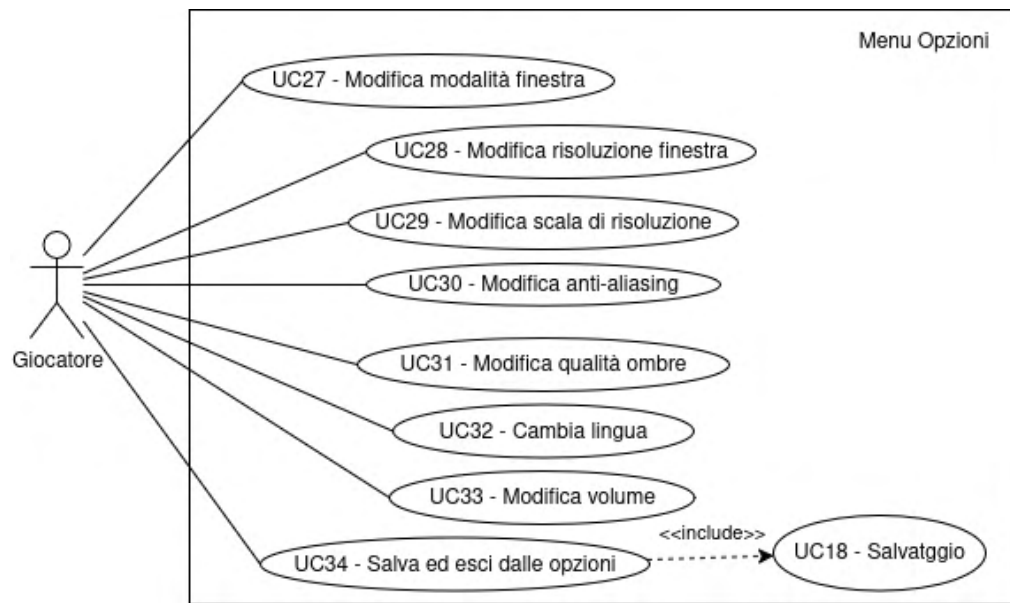 Menu Opzioni
UC27 - Modifica modalità finestra
UC28 - Modifica risoluzione finestra
UC29 - Modifica scala di risoluzione
UC30 - Modifica anti-aliasing
Giocatore
UC31 - Modifica qualità ombre
UC32 - Cambia lingua
UC33 - Modifica volume
<<include>>
UC34 - Salva ed esci dalle opzioni
UC18 - Salvatggio